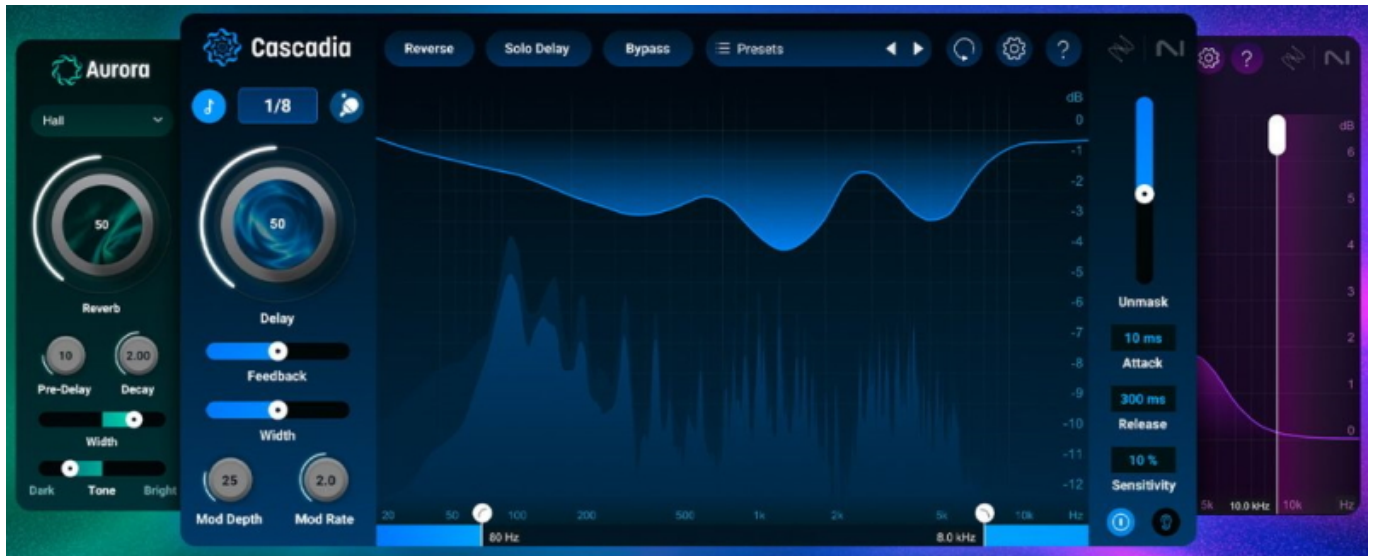 Aurora
Hall
50
Reverb
10
2.00
Pre-Delay Decay
Width
Dark Tone Bright
Cascadia
Reverse
Solo Delay
Bypass
Presets
?
1/8
50
Delay
Feedback
Width
25
2.0
Mod Depth Mod Rate
dB
0
-1
-2
-3
-4
-5
-6
-7
-8
-9
-10
-11
-12
20 50 100 200 500 1k 2k 5k 10k Hz
80 Hz
8.0 kHz
Unmask
10 ms
Attack
300 ms
Release
10 %
Sensitivity
?
dB
6
5
4
3
2
1
0
5k 10.0 kHz 10k Hz